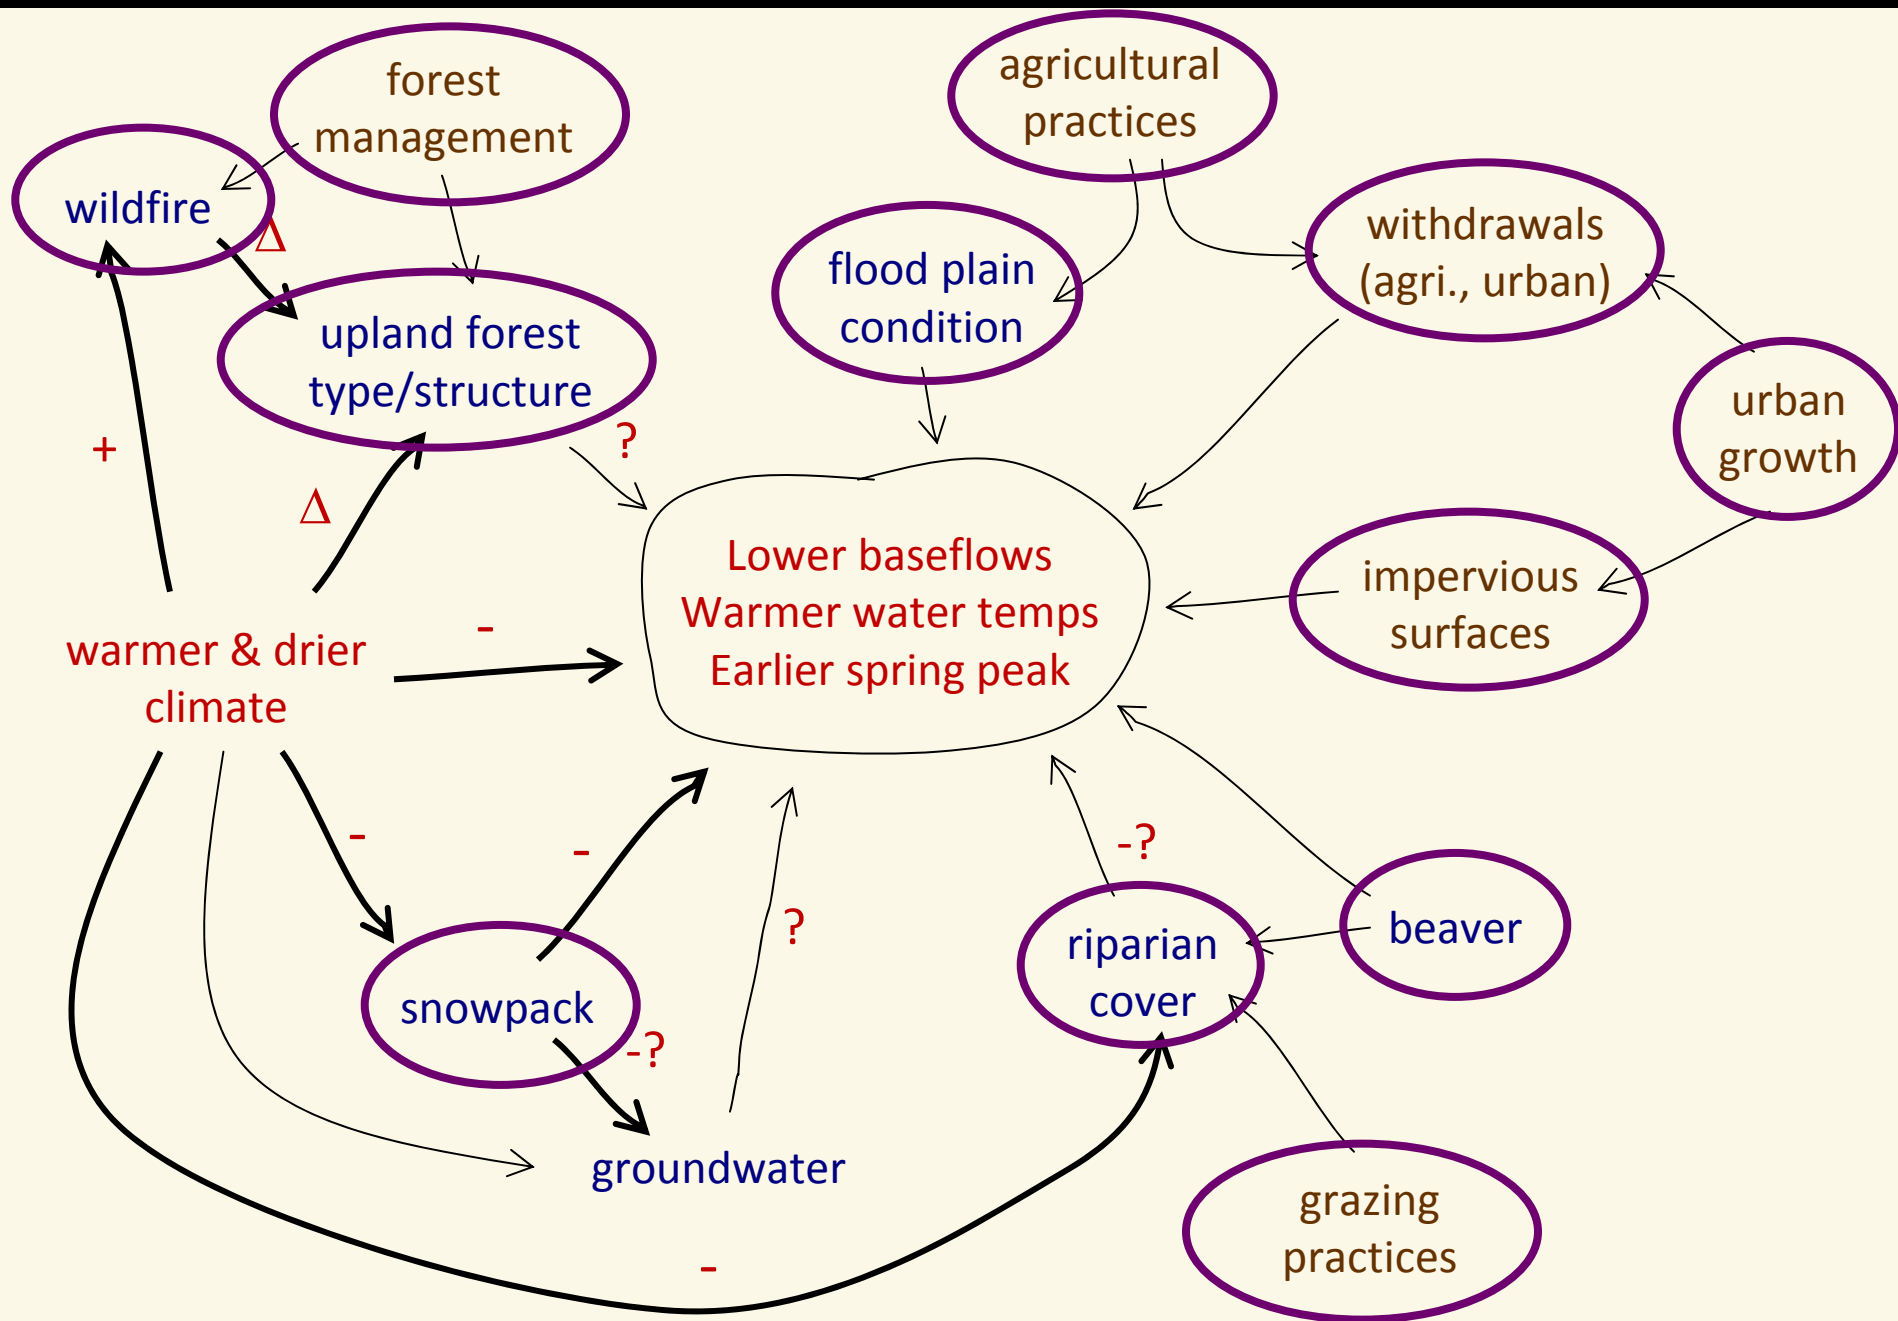 forest
management
agricultural
practices
wildfire
Δ
withdrawals
(agri., urban)
flood plain
condition
upland forest
type/structure
urban
growth
+
?
Δ
Lower baseflows
Warmer water temps
Earlier spring peak
impervious
surfaces
-
warmer & drier
climate
-
-
-?
?
riparian
cover
beaver
snowpack
-?
groundwater
grazing
practices
-